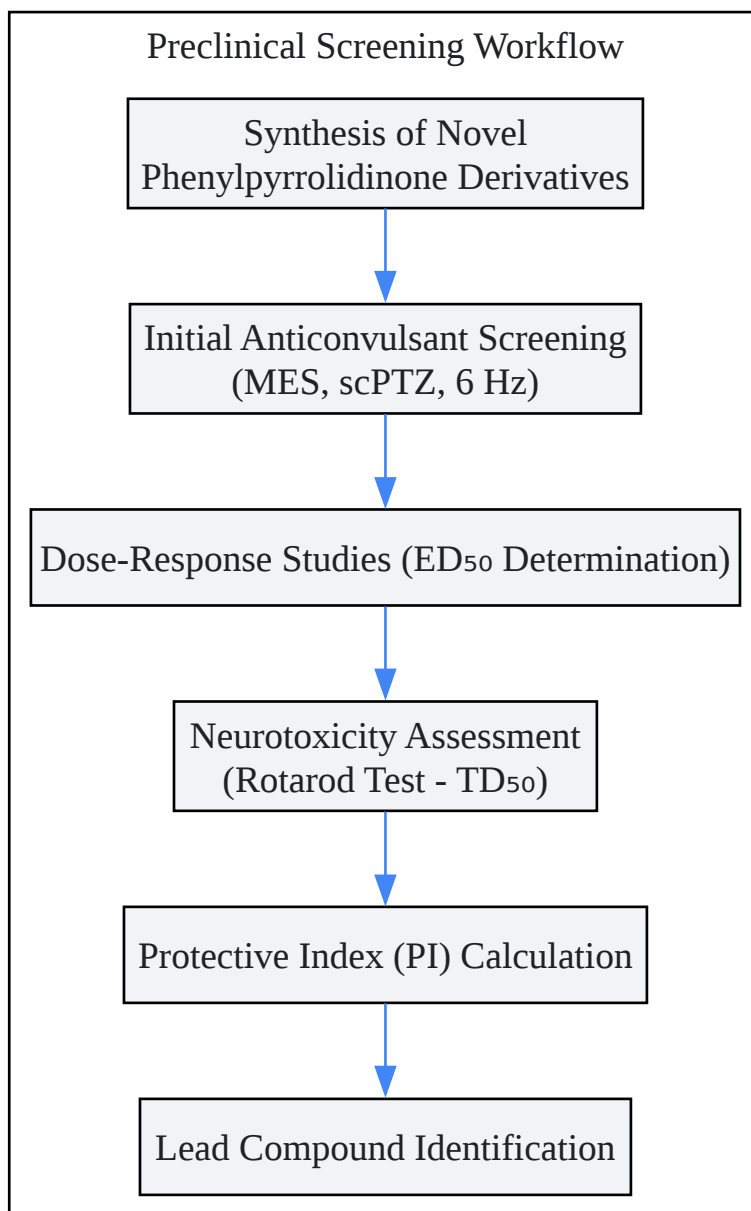 Preclinical Screening Workflow
Synthesis of Novel
Phenylpyrrolidinone Derivatives
Initial Anticonvulsant Screening
(MES, scPTZ, 6 Hz)
Dose-Response Studies (ED₅₀ Determination)
Neurotoxicity Assessment
(Rotarod Test - TD₅₀)
Protective Index (PI) Calculation
Lead Compound Identification